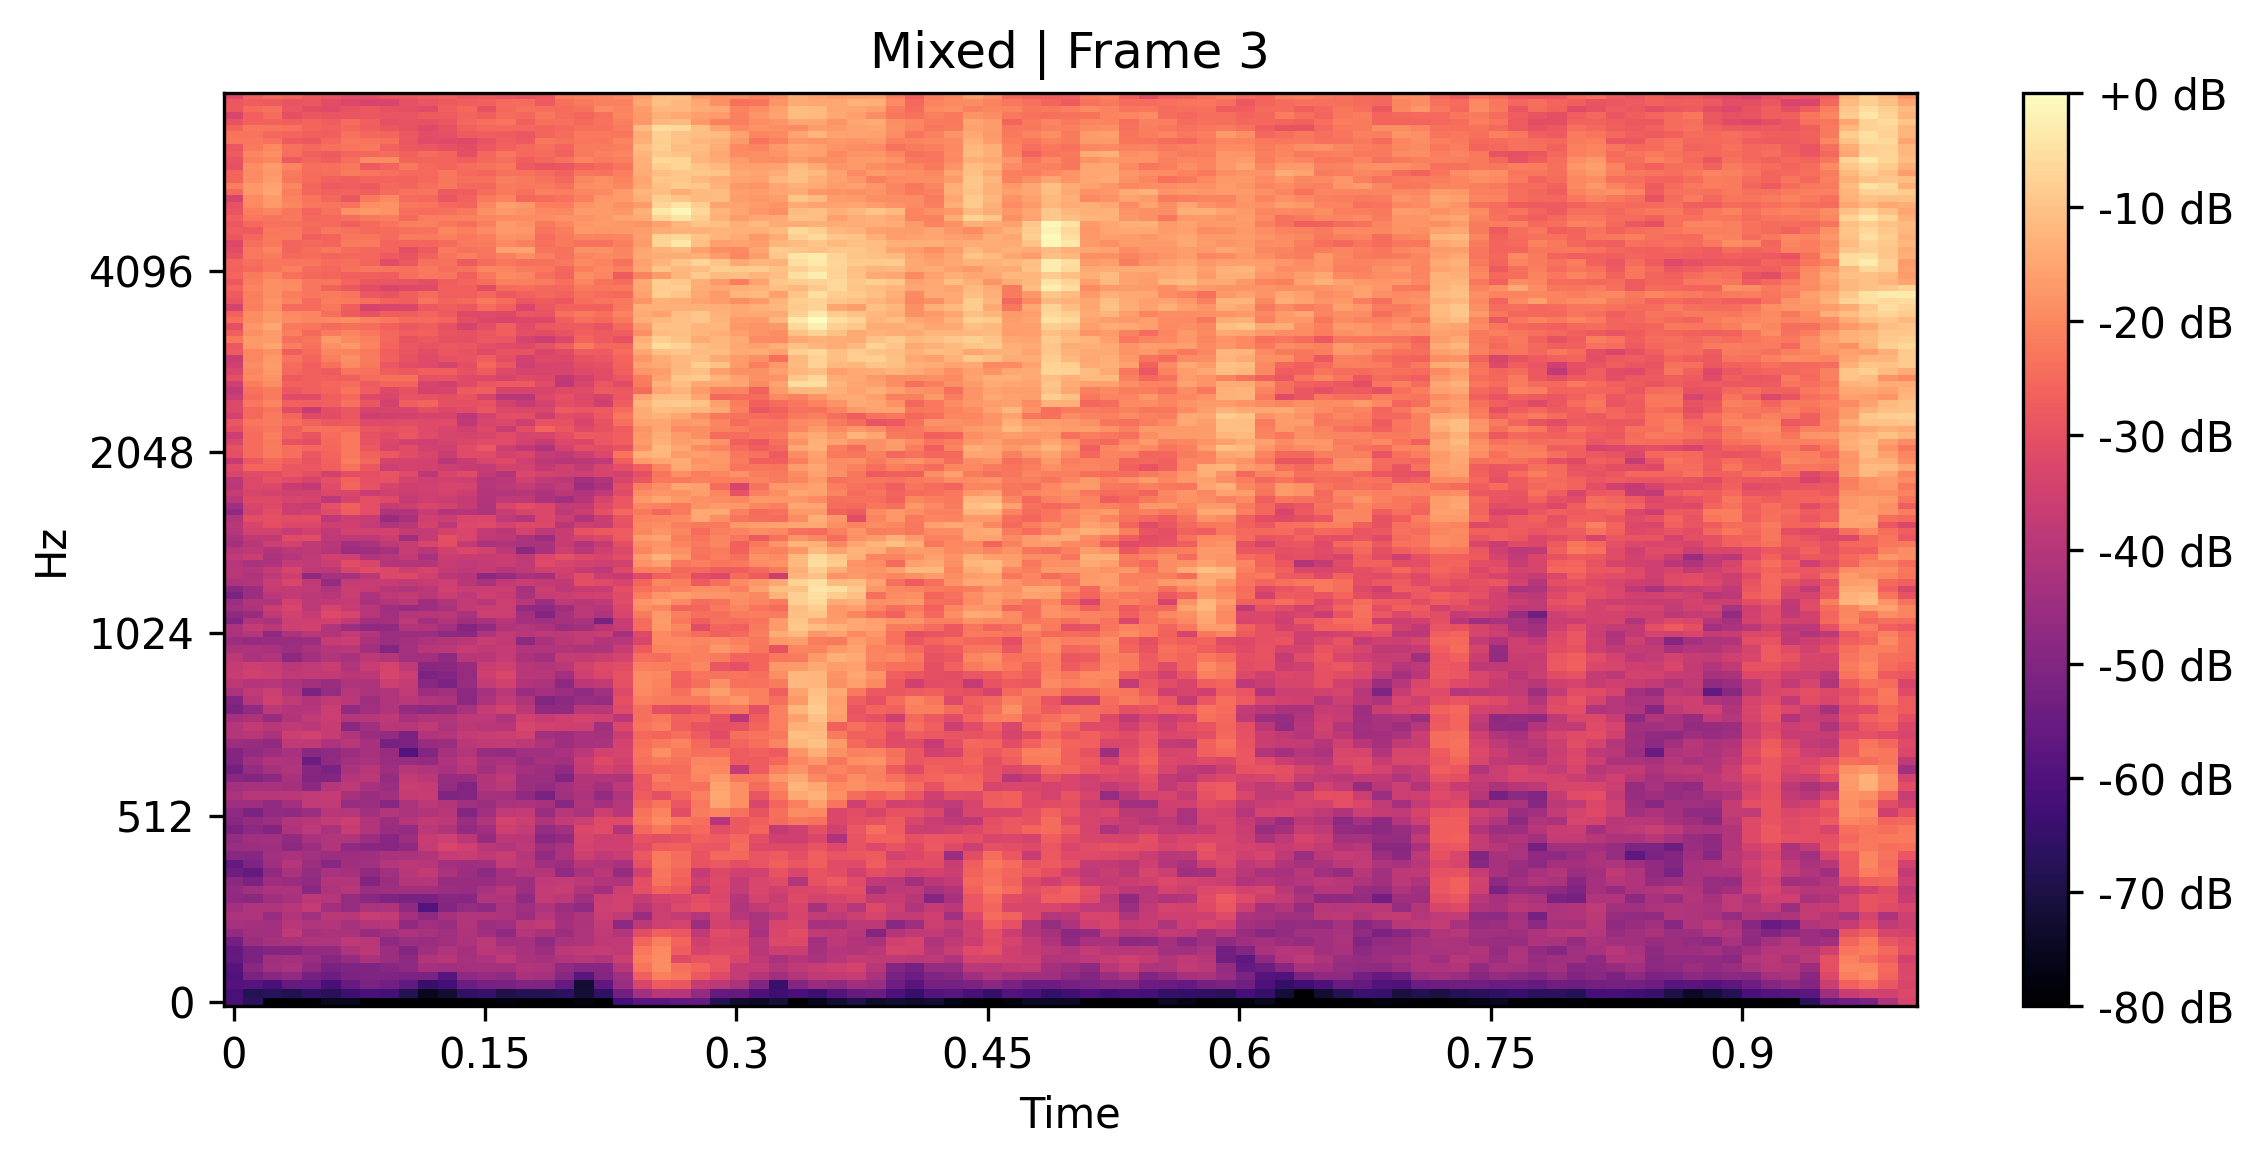 Mixed | Frame 3
+0 dB
-10 dB
-20 dB
-30 dB
-40 dB
-50 dB
-60 dB
-70 dB
-80 dB
Hz
4096
2048
1024
512
0
0 0.15 0.3 0.45 0.6 0.75 0.9
Time